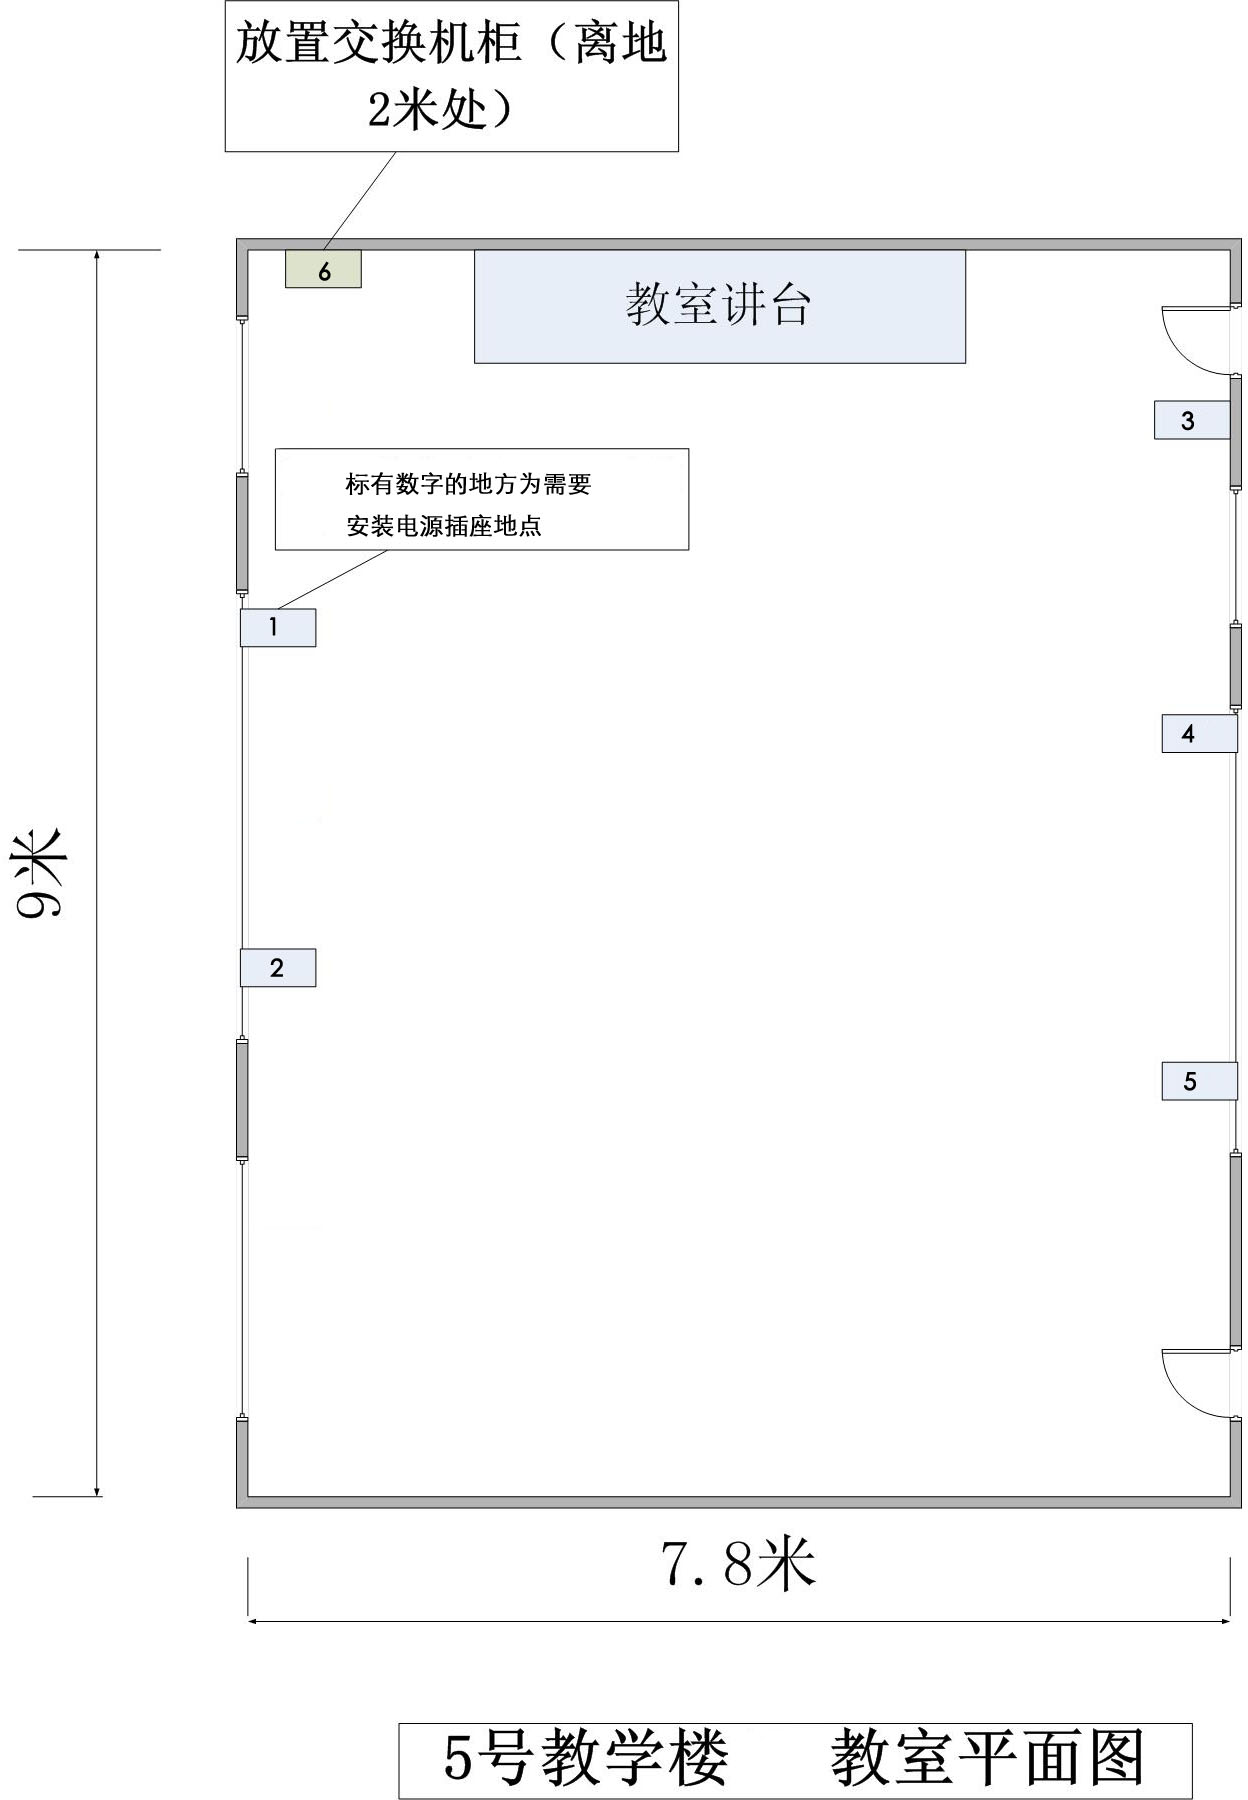 放置交换机柜（离地
2米处）
6
教室讲台
3
标有数字的地方为需要
安装电源插座地点
1
4
9米
2
5
7.8米
5号教学楼 教室平面图